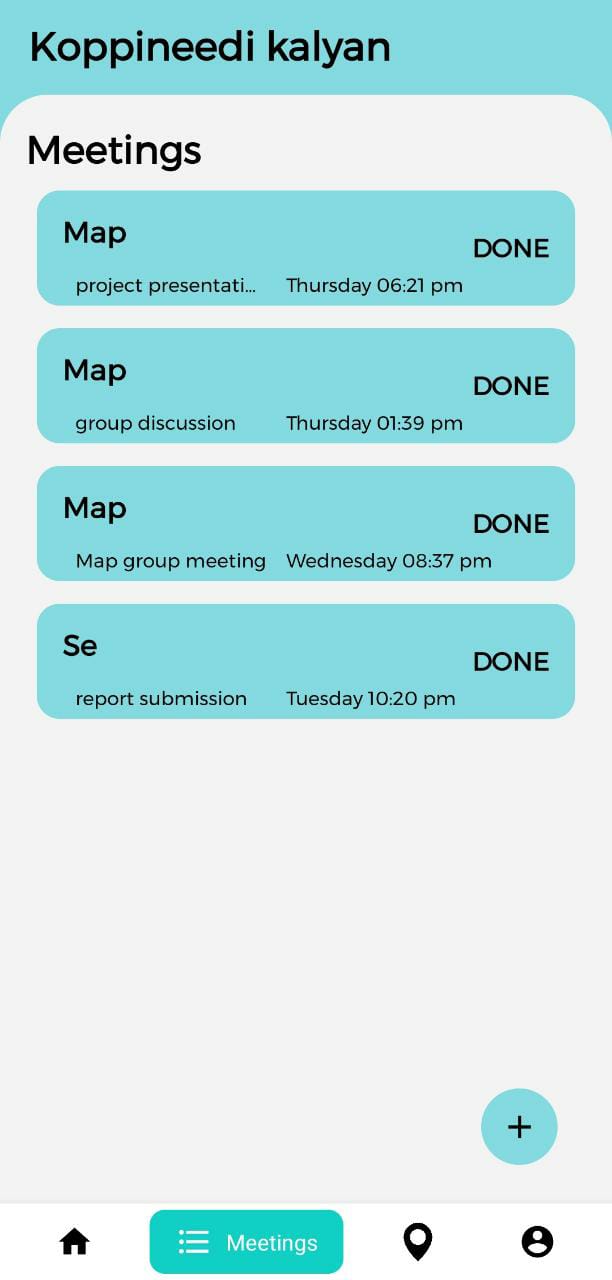 Koppineedi kalyan
Meetings
Map
DONE
project presentati... Thursday 06:21 pm
Map
DONE
group discussion Thursday 01:39 pm
Map
DONE
Map group meeting Wednesday 08:37 pm
Se
DONE
report submission Tuesday 10:20 pm
+
Meetings